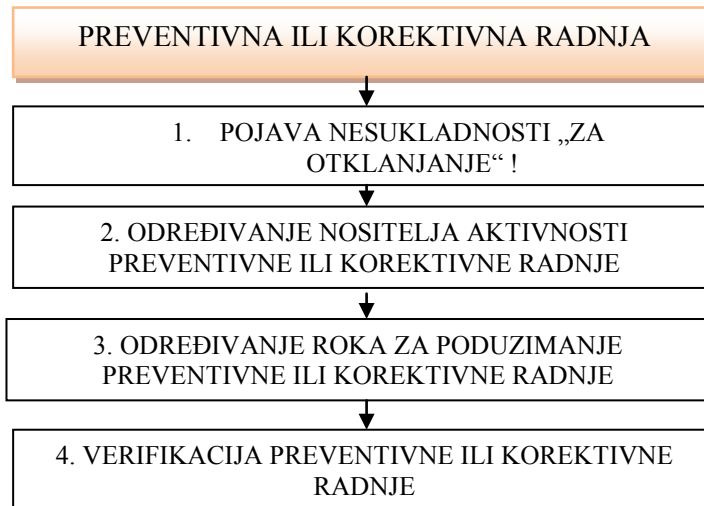 PREVENTIVNA ILI KOREKTIVNA RADNJA
1. POJAVA NESUKLADNOSTI „ZA
OTKLANJANJE“ !
2. ODREĐIVANJE NOSITELJA AKTIVNOSTI
PREVENTIVNE ILI KOREKTIVNE RADNJE
3. ODREĐIVANJE ROKA ZA PODUZIMANJE
PREVENTIVNE ILI KOREKTIVNE RADNJE
4. VERIFIKACIJA PREVENTIVNE ILI KOREKTIVNE
RADNJE